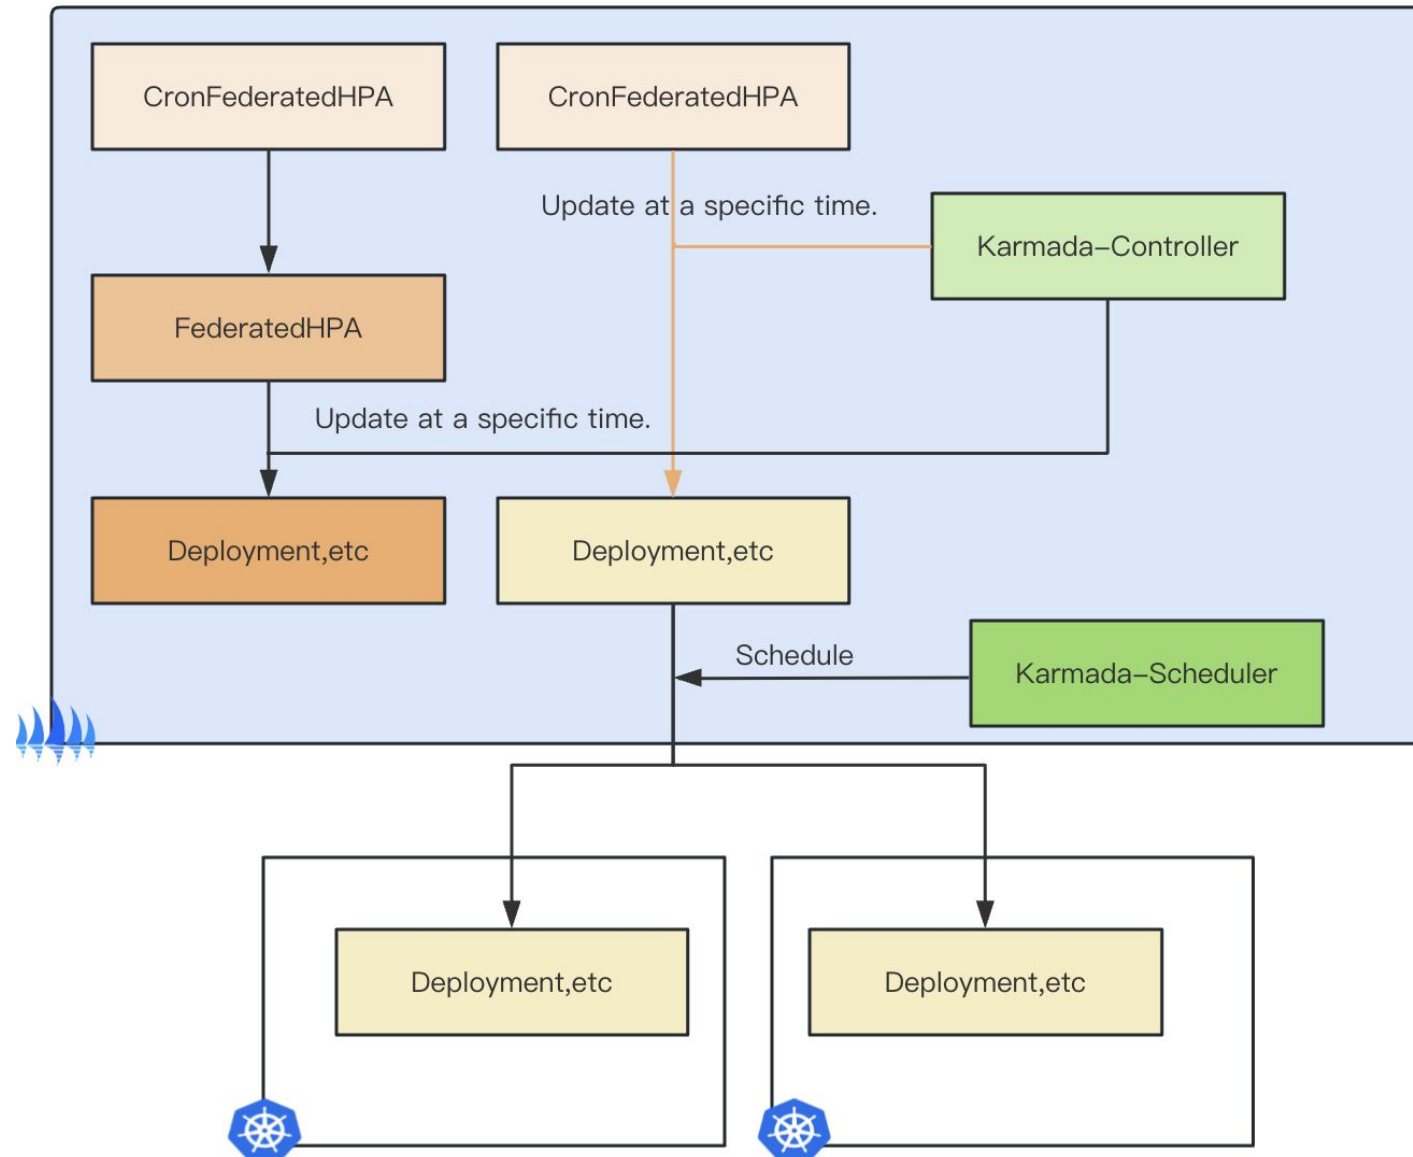 CronFederatedHPA
CronFederatedHPA
Update at a specific time.
Karmada-Controller
FederatedHPA
Update at a specific time.
Deployment,etc
Deployment,etc
Schedule
Karmada-Scheduler
Deployment,etc
Deployment,etc